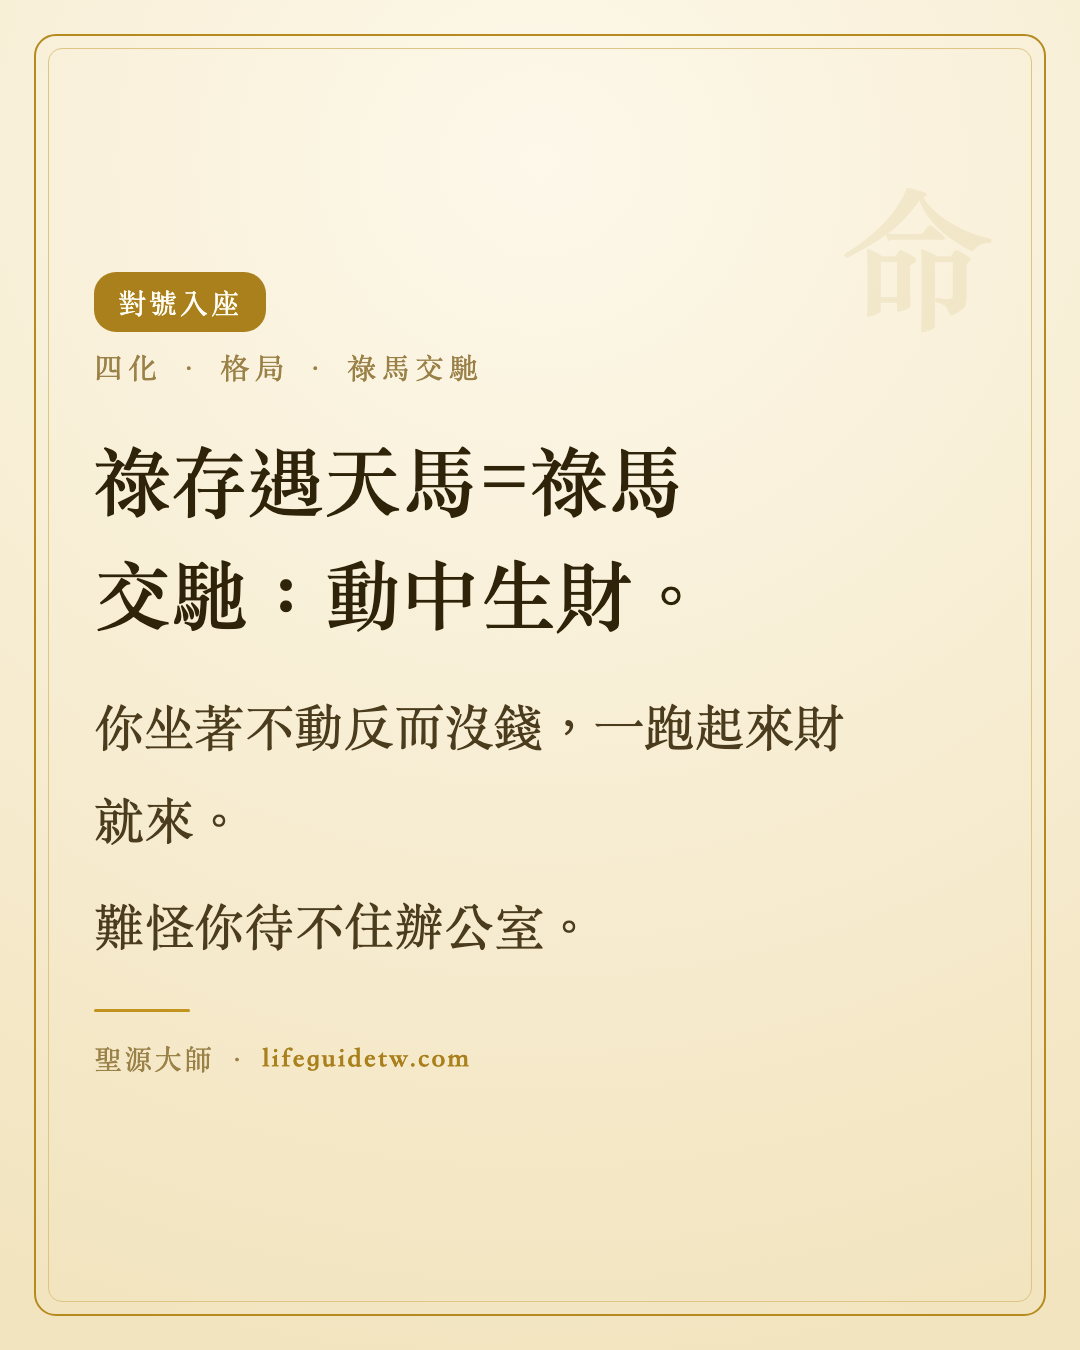 命
對號入座
四化 · 格局 · 祿馬交馳
祿存遇天馬=祿馬
交馳：動中生財。
你坐著不動反而沒錢，一跑起來財
就來。
難怪你待不住辦公室。
聖源大師 · lifeguidetw.com